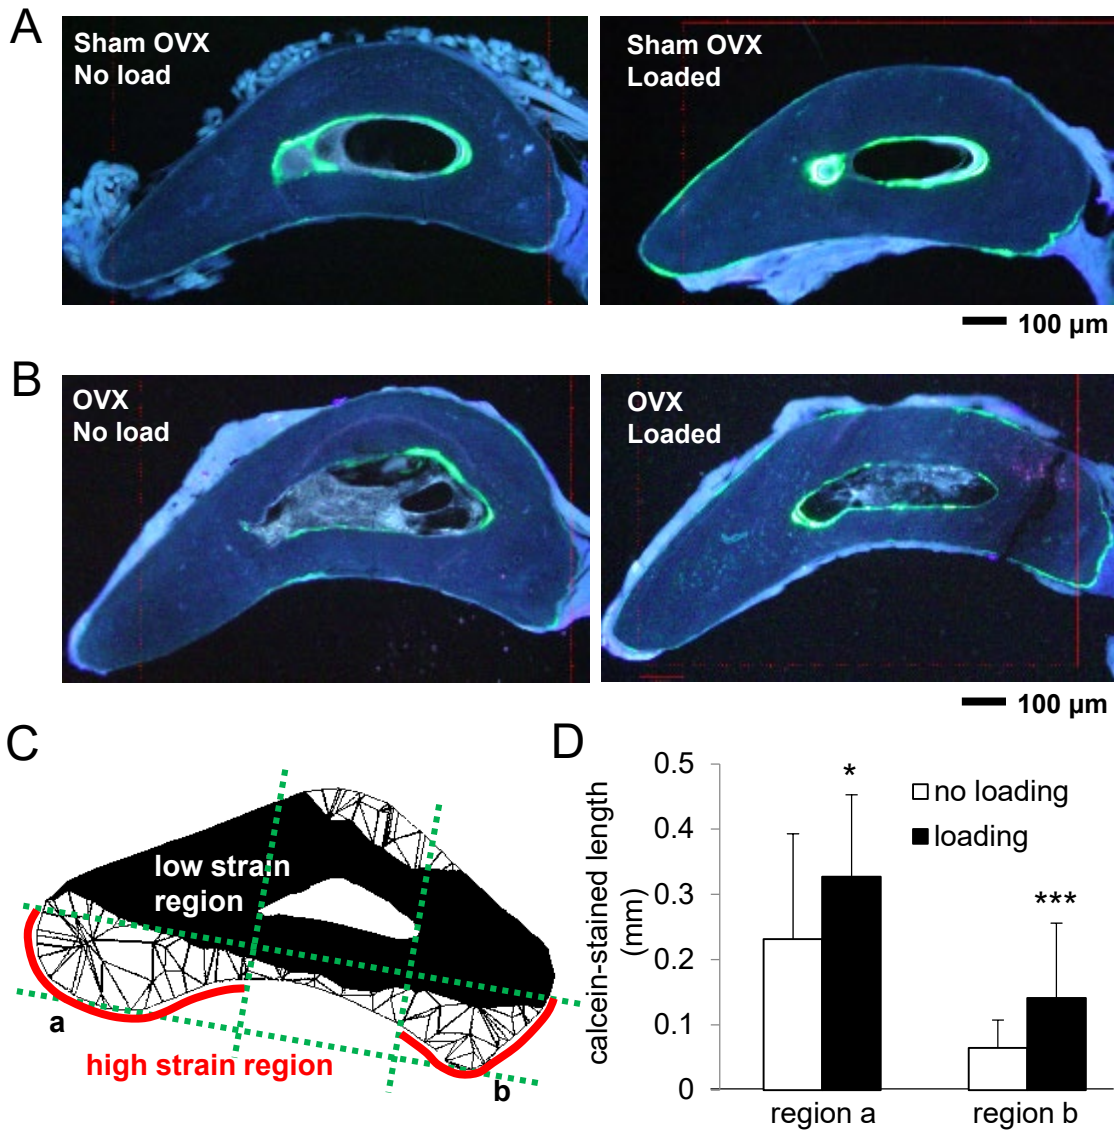 A
Sham OVX
No load
Sham OVX
Loaded
100 µm
B
OVX
No load
OVX
Loaded
100 µm
C
low strain
region
a
high strain region
b
D
calcein-stained length
(mm)
0.5
0.4
0.3
0.2
0.1
0
*
***
no loading
loading
region a
region b